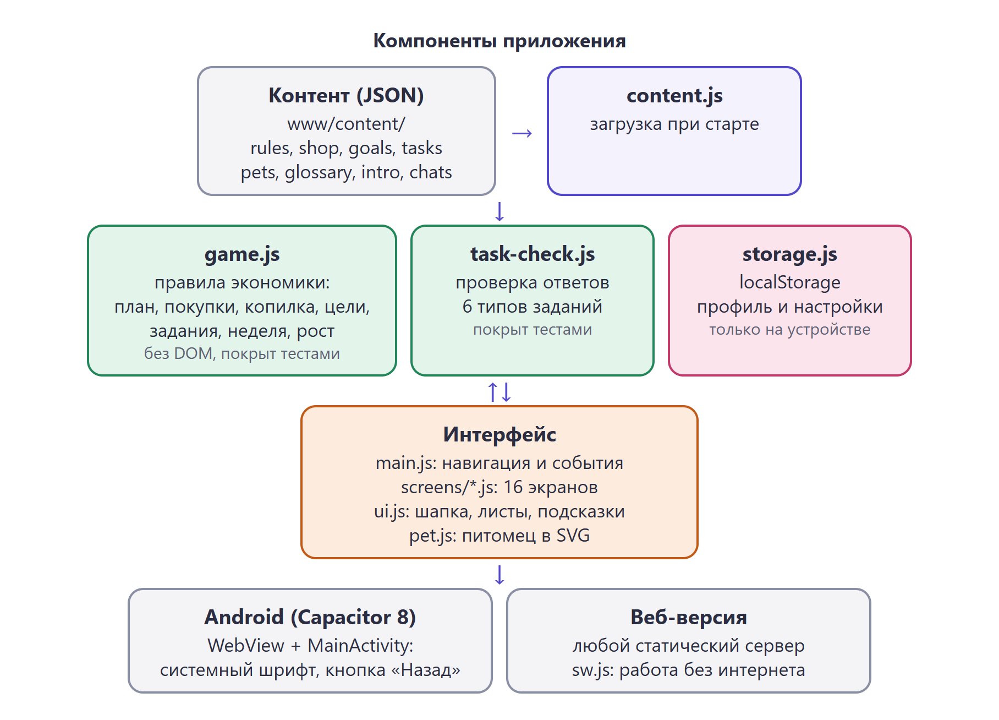 Компоненты приложения
Контент (JSON)
www/content/
rules, shop, goals, tasks
pets, glossary, intro, chats
→
content.js
загрузка при старте
↓
game.js
правила экономики:
план, покупки, копилка, цели,
задания, неделя, рост
без DOM, покрыт тестами
task-check.js
проверка ответов
6 типов заданий
покрыт тестами
storage.js
localStorage
профиль и настройки
только на устройстве
↑↓
Интерфейс
main.js: навигация и события
screens/*.js: 16 экранов
ui.js: шапка, листы, подсказки
pet.js: питомец в SVG
↓
Android (Capacitor 8)
WebView + MainActivity:
системный шрифт, кнопка «Назад»
Веб-версия
любой статический сервер
sw.js: работа без интернета